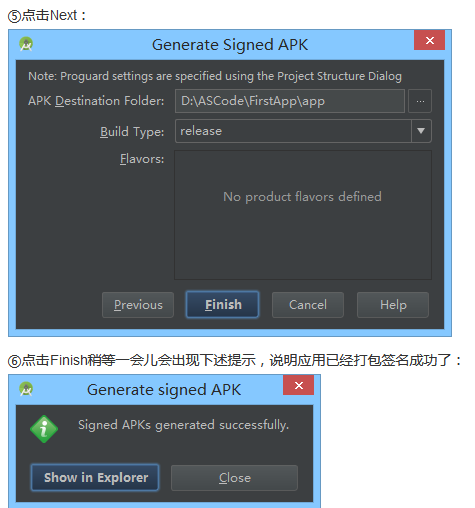 ⑤点击Next：
Generate Signed APK
Note: Proguard settings are specified using the Project Structure Dialog
APK Destination Folder: D:\ASCode\FirstApp\app ...
Build Type: release
Flavors:
No product flavors defined
Previous Finish Cancel Help
⑥点击Finish稍等一会儿会出现下述提示，说明应用已经打包签名成功了：
Generate signed APK
Signed APKs generated successfully.
Show in Explorer Close